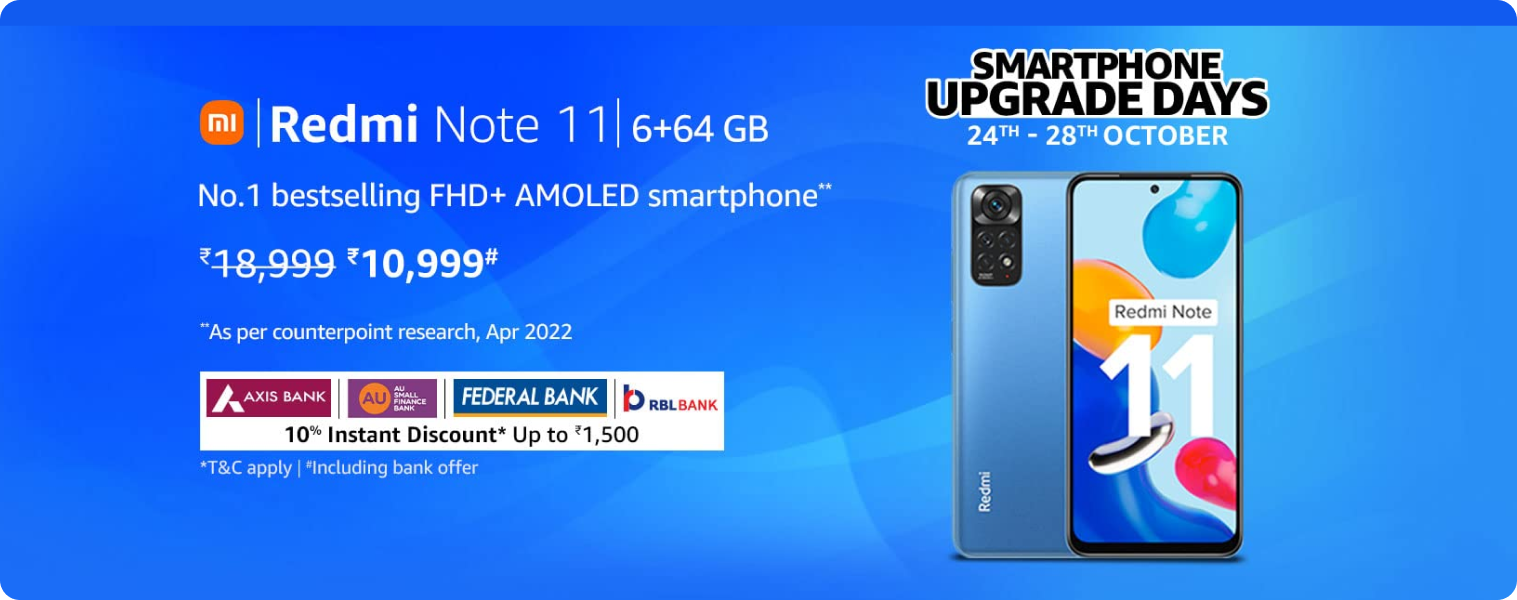 mi Redmi Note 11 6+64 GB
No.1 bestselling FHD+ AMOLED smartphone**
₹18,999 ₹10,999#
**As per counterpoint research, Apr 2022
AXIS BANK AU AU SMALL FINANCE BANK FEDERAL BANK RBLBANK
10% Instant Discount* Up to ₹1,500
*T&C apply | #Including bank offer
SMARTPHONE
UPGRADE DAYS
24TH - 28TH OCTOBER
Redmi
Redmi Note
11